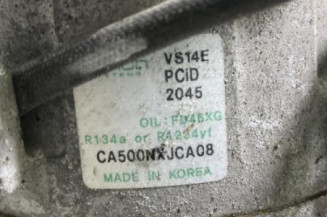 VS14E
PCID
2045
OIL: FD46XG
R134a or R1234yf
CA500NXJCA08
MADE IN KOREA